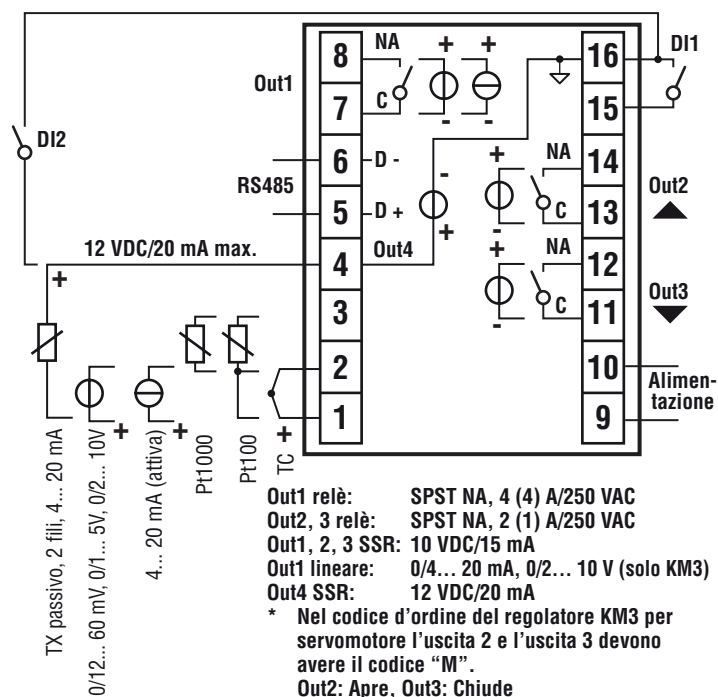 8 NA + + 16 DI1
Out1
7 C - - 15
DI2
6 D - - + NA 14
RS485 Out2
5 D + + - C 13
12 VDC/20 mA max. 4 Out4 + NA 12
+
3 - C 11 Out3
2 10 Alimen-
tazione
1 9
+ + +
TX passivo, 2 fili, 4... 20 mA
0/12... 60 mV, 0/1... 5V, 0/2... 10V
4... 20 mA (attiva)
Pt1000
Pt100
TC
Out1 relè: SPST NA, 4 (4) A/250 VAC
Out2, 3 relè: SPST NA, 2 (1) A/250 VAC
Out1, 2, 3 SSR: 10 VDC/15 mA
Out1 lineare: 0/4... 20 mA, 0/2... 10 V (solo KM3)
Out4 SSR: 12 VDC/20 mA
* Nel codice d’ordine del regolatore KM3 per
servomotore l’uscita 2 e l’uscita 3 devono
avere il codice “M”.
Out2: Apre, Out3: Chiude